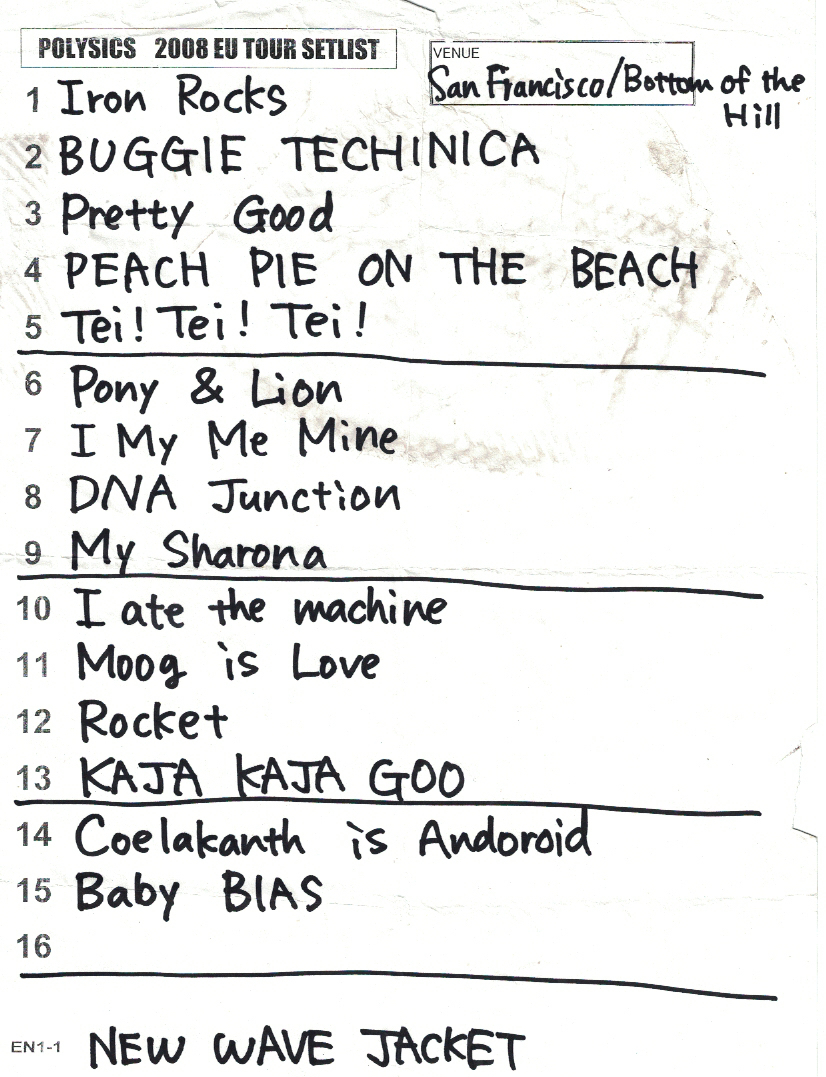 POLYSICS 2008 EU TOUR SETLIST
VENUE
San Francisco/Bottom of the
Hill
1 Iron Rocks
2 BUGGIE TECHINICA
3 Pretty Good
4 PEACH PIE ON THE BEACH
5 Tei! Tei! Tei!
6 Pony & Lion
7 I My Me Mine
8 DNA Junction
9 My Sharona
10 I ate the machine
11 Moog is Love
12 Rocket
13 KAJA KAJA GOO
14 Coelakanth is Andoroid
15 Baby BIAS
16
EN1-1 NEW WAVE JACKET